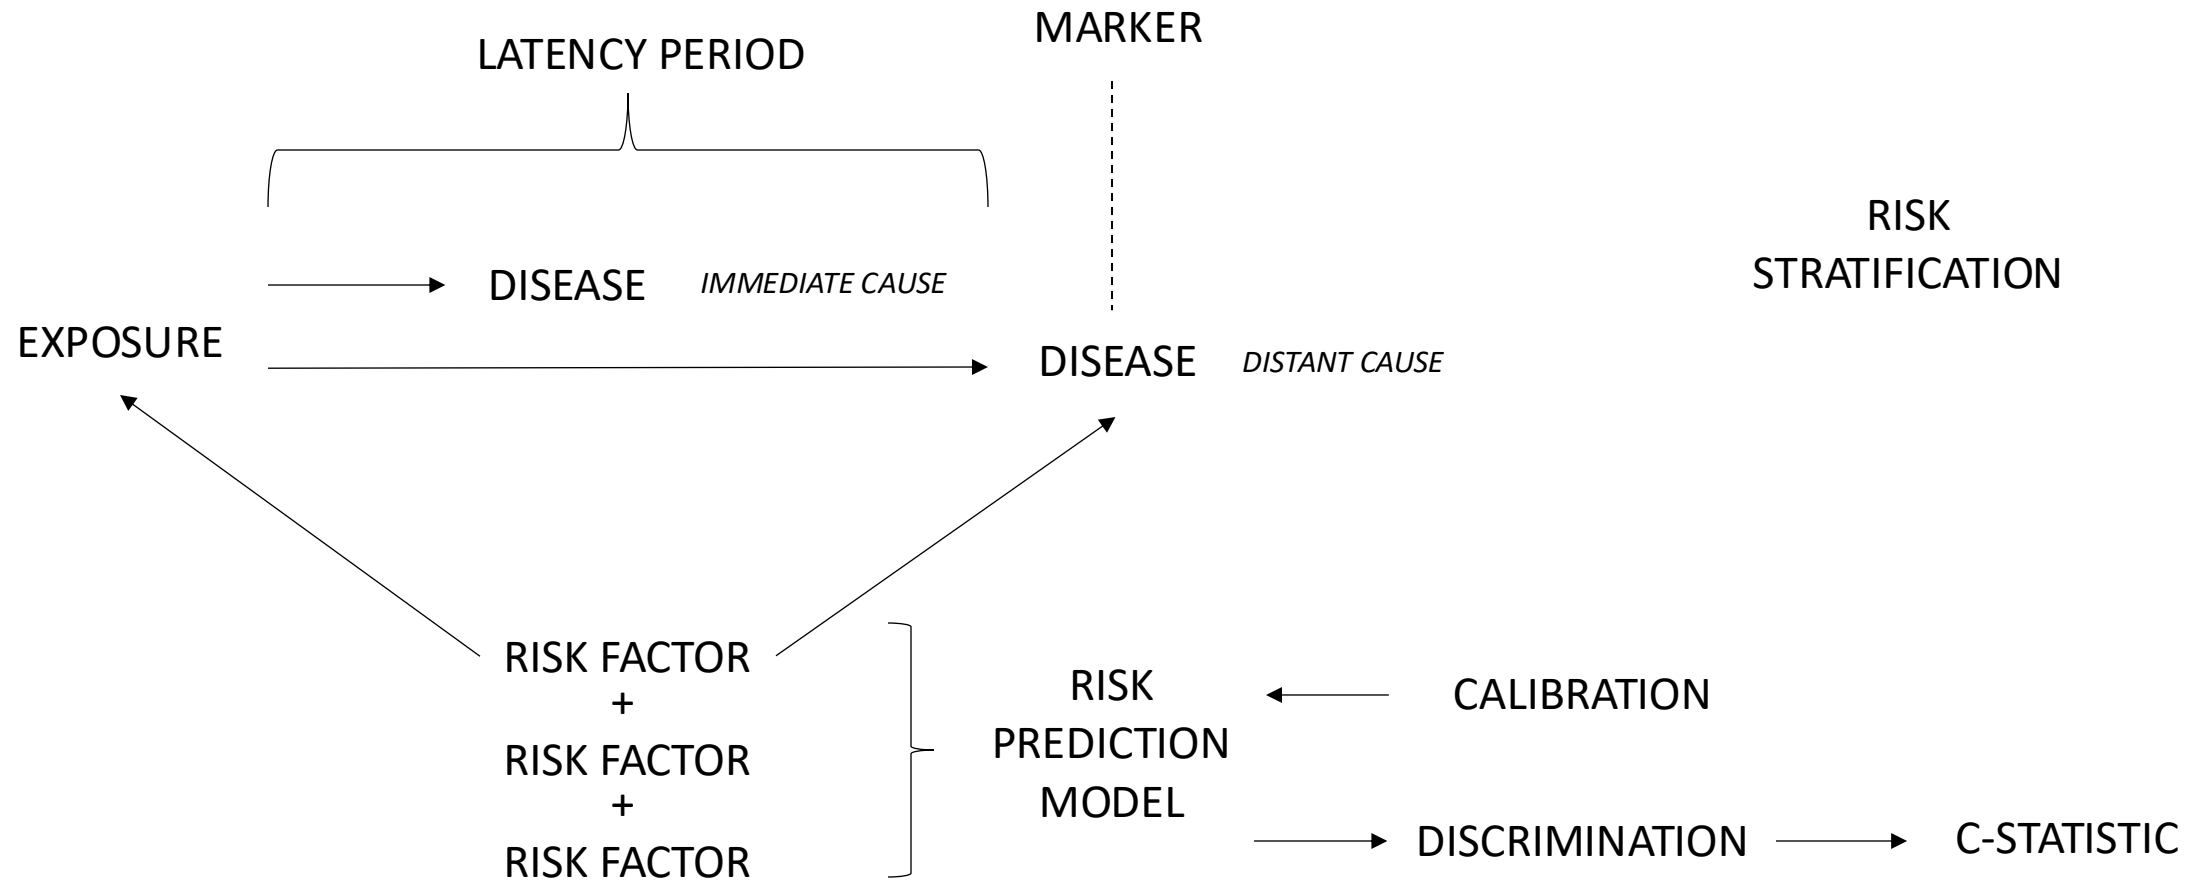 MARKER
LATENCY PERIOD
RISK
STRATIFICATION
DISEASE
IMMEDIATE CAUSE
EXPOSURE
DISEASE
DISTANT CAUSE
RISK FACTOR
+
RISK FACTOR
+
RISK FACTOR
RISK
PREDICTION
MODEL
CALIBRATION
DISCRIMINATION
C-STATISTIC